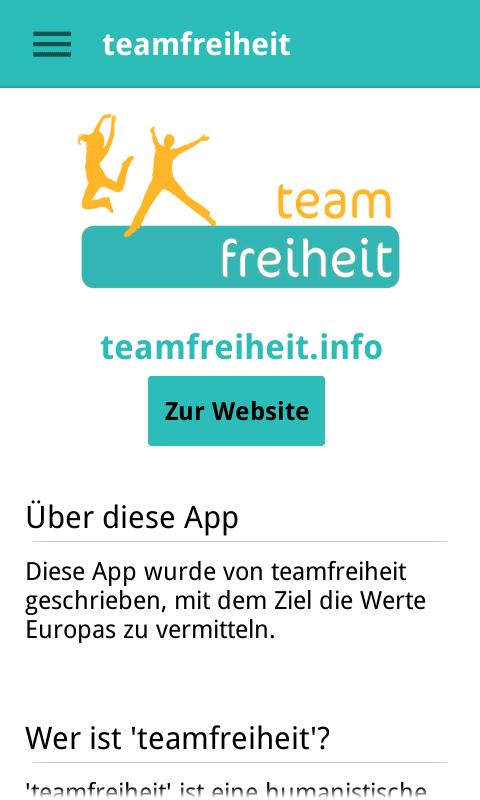 teamfreiheit
team
freiheit
teamfreiheit.info
Zur Website
Über diese App
Diese App wurde von teamfreiheit
geschrieben, mit dem Ziel die Werte
Europas zu vermitteln.
Wer ist 'teamfreiheit'?
'teamfreiheit' ist eine humanistische